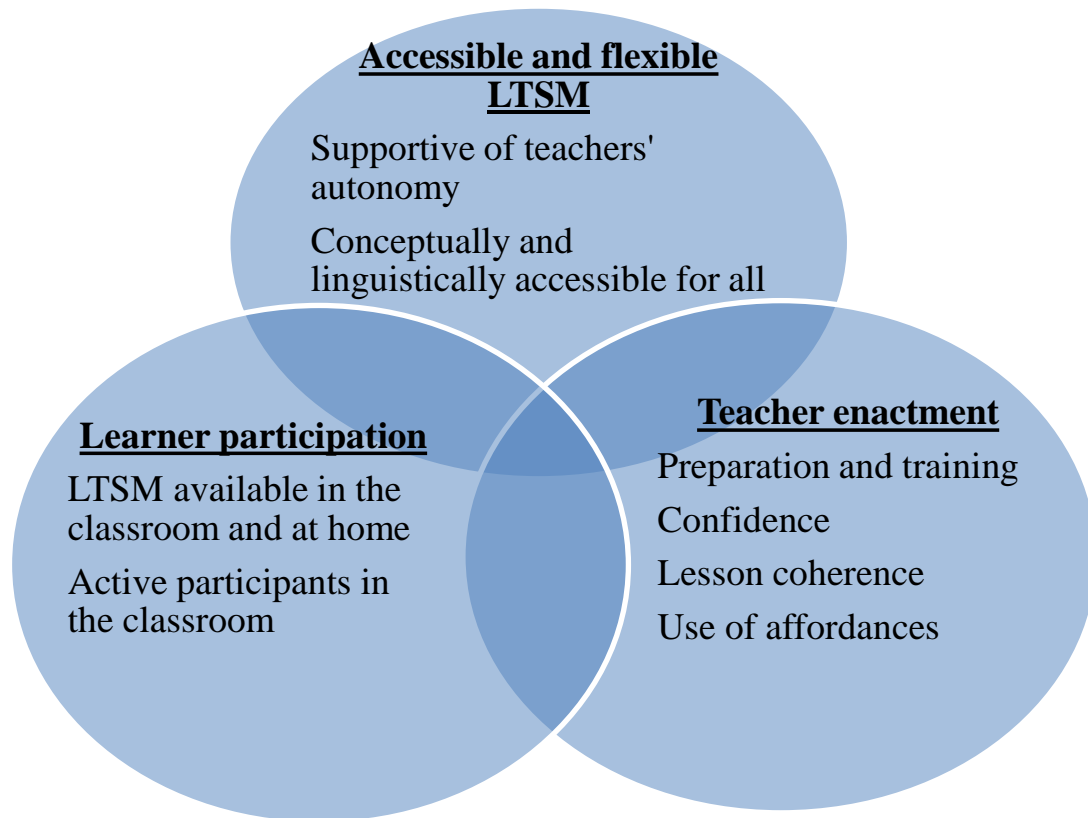 Accessible and flexible
LTSM
Supportive of teachers'
autonomy
Conceptually and
linguistically accessible for all
Learner participation
LTSM available in the
classroom and at home
Active participants in
the classroom
Teacher enactment
Preparation and training
Confidence
Lesson coherence
Use of affordances